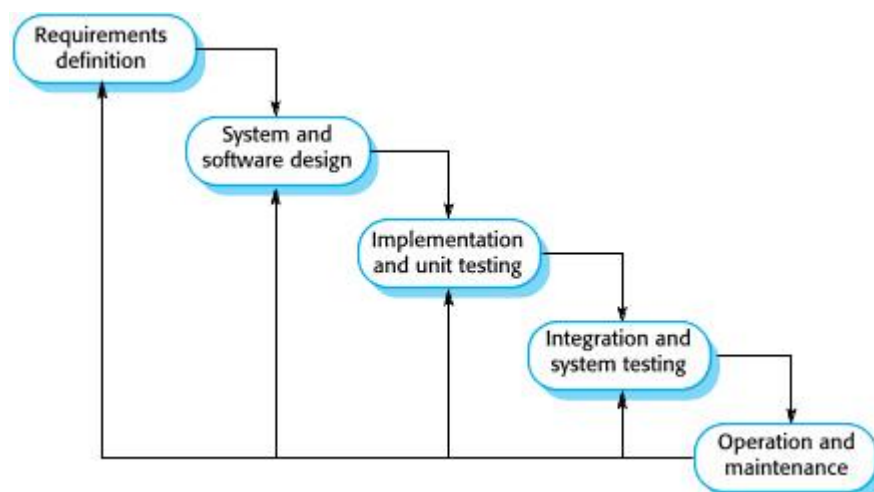 Requirements
definition
System and
software design
Implementation
and unit testing
Integration and
system testing
Operation and
maintenance